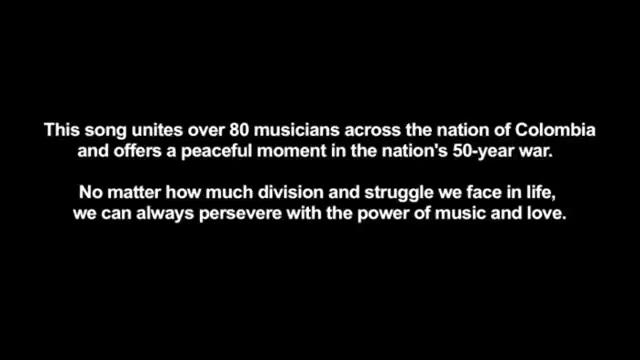 This song unites over 80 musicians across the nation of Colombia
and offers a peaceful moment in the nation's 50-year war.
No matter how much division and struggle we face in life,
we can always persevere with the power of music and love.